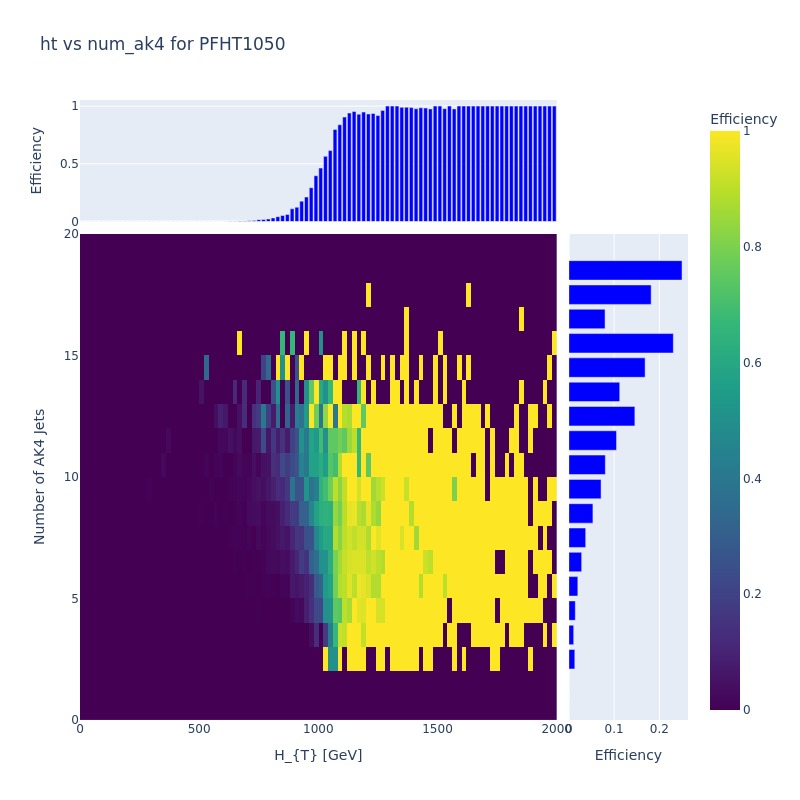 ht vs num_ak4 for PFHT1050
Efficiency
1
0.5
0
Efficiency
1
0.8
0.6
0.4
0.2
0
Number of AK4 Jets
20
15
10
5
0
0 500 1000 1500 2000
H_{T} [GeV]
0 0.1 0.2
Efficiency